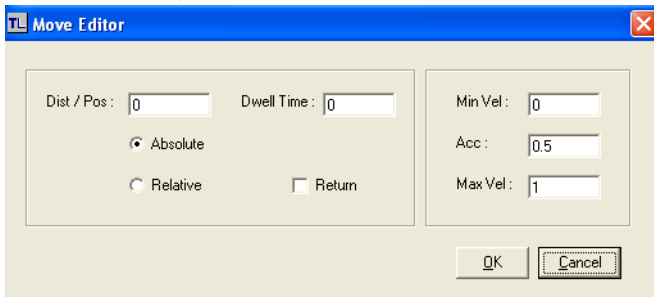 TL Move Editor
Dist / Pos : 0 Dwell Time : 0
Absolute
Relative Return
Min Vel : 0
Acc : 0.5
Max Vel : 1
OK Cancel